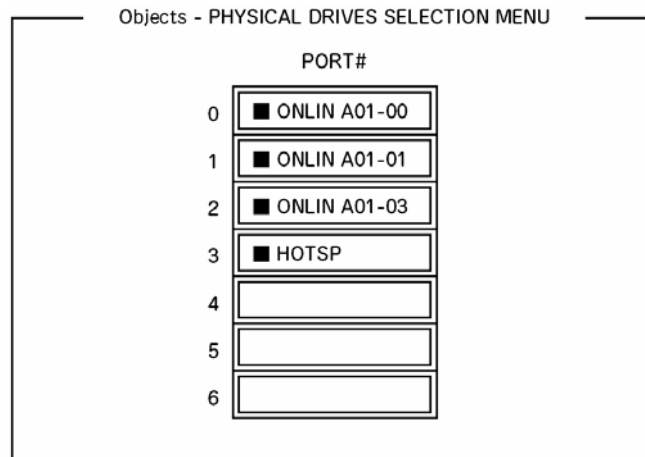 Objects - PHYSICAL DRIVES SELECTION MENU
PORT#
0 ■ ONLIN A01-00
1 ■ ONLIN A01-01
2 ■ ONLIN A01-03
3 ■ HOTSP
4
5
6